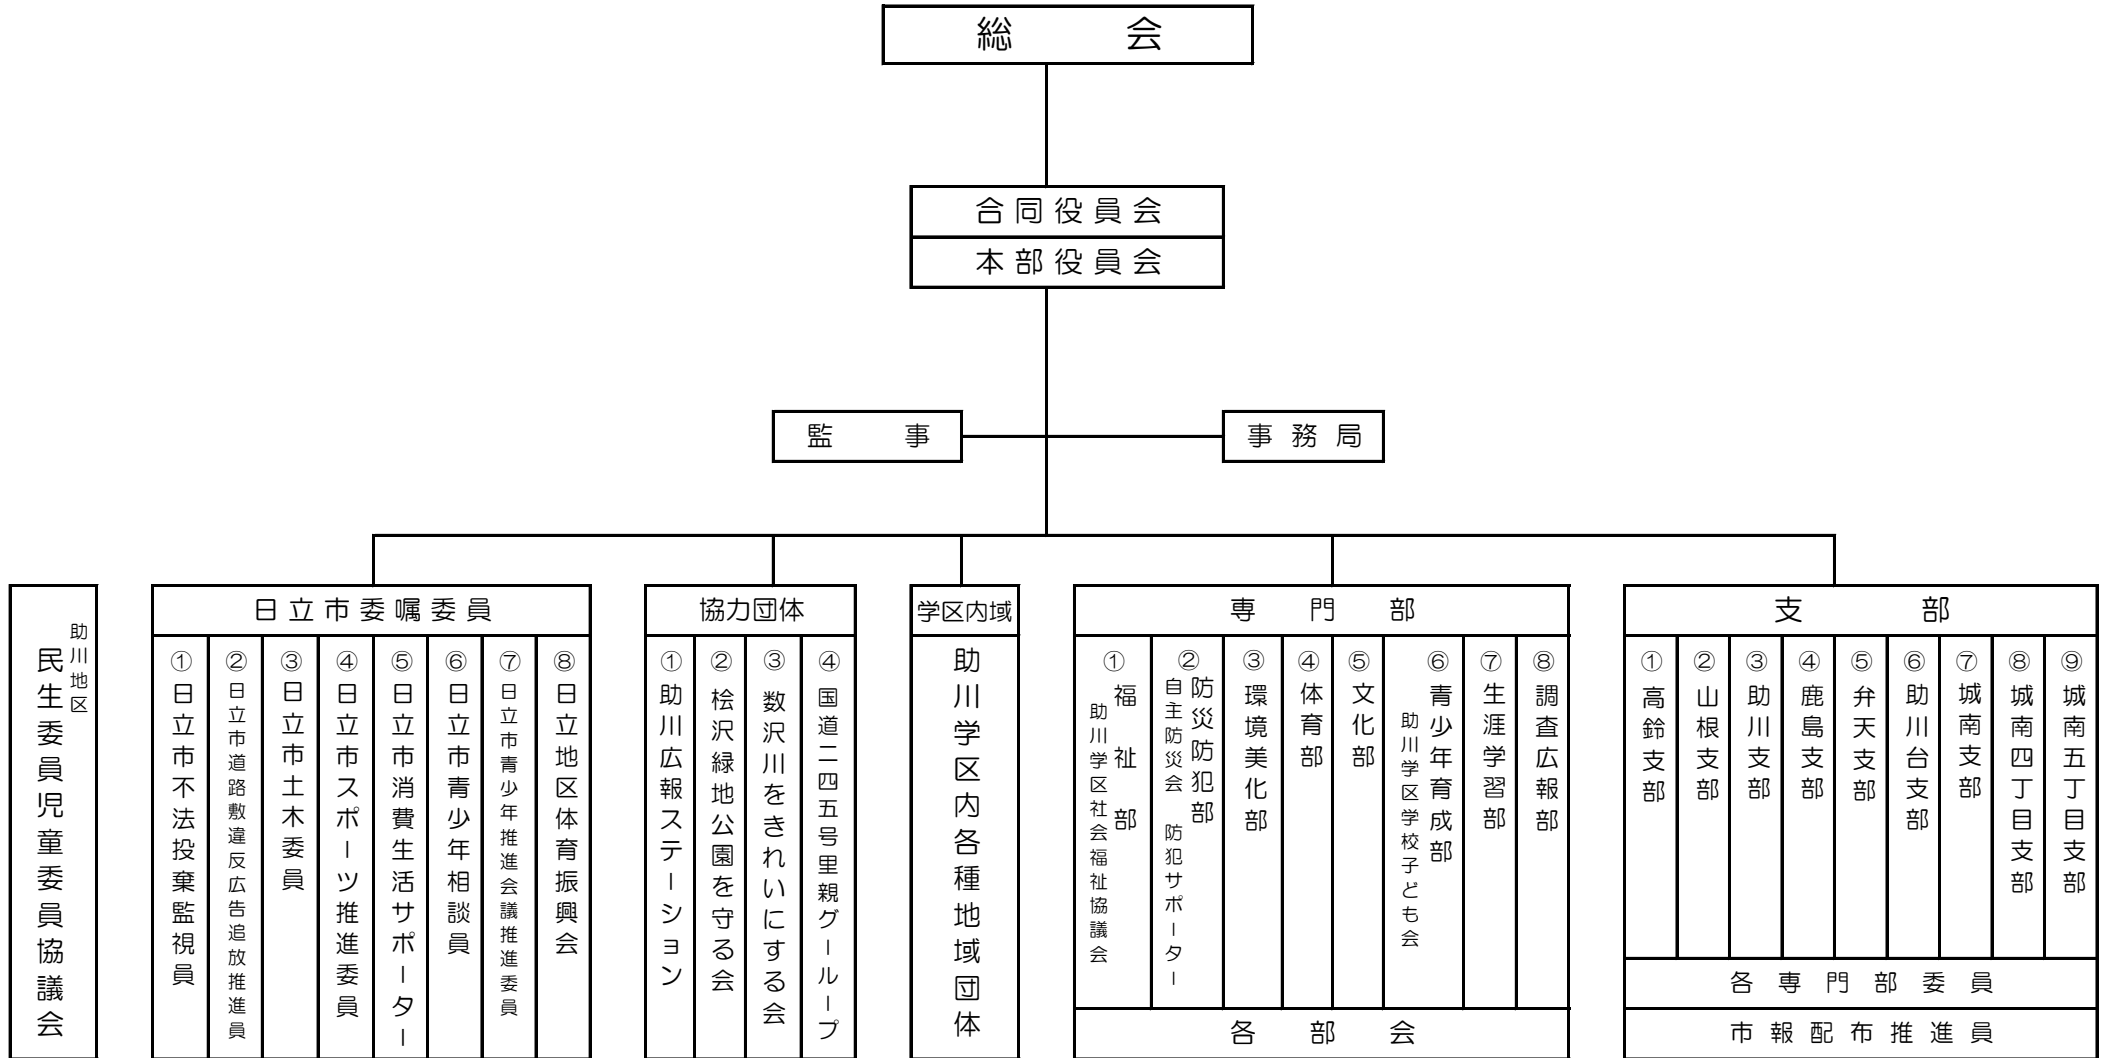 総会
合同役員会
本部役員会
監事
事務局
助川地区
民生委員児童委員協議会
日立市委嘱委員
①日立市不法投棄監視員
②日立市道路敷違反広告追放推進員
③日立市土木委員
④日立市スポーツ推進委員
⑤日立市消費生活サポーター
⑥日立市青少年相談員
⑦日立市青少年推進会議推進委員
⑧日立地区体育振興会
協力団体
①助川広報ステーション
②桧沢緑地公園を守る会
③数沢川をきれいにする会
④国道二四五号里親グールループ
学区内域
助川学区内各種地域団体
専門部
①福祉部
助川学区社会福祉協議会
②防災防犯部
自主防災会 防犯サポーター
③環境美化部
④体育部
⑤文化部
⑥青少年育成部
助川学区学校子ども会
⑦生涯学習部
⑧調査広報部
各部会
支部
①高鈴支部
②山根支部
③助川支部
④鹿島支部
⑤弁天支部
⑥助川台支部
⑦城南支部
⑧城南四丁目支部
⑨城南五丁目支部
各専門部委員
市報配布推進員